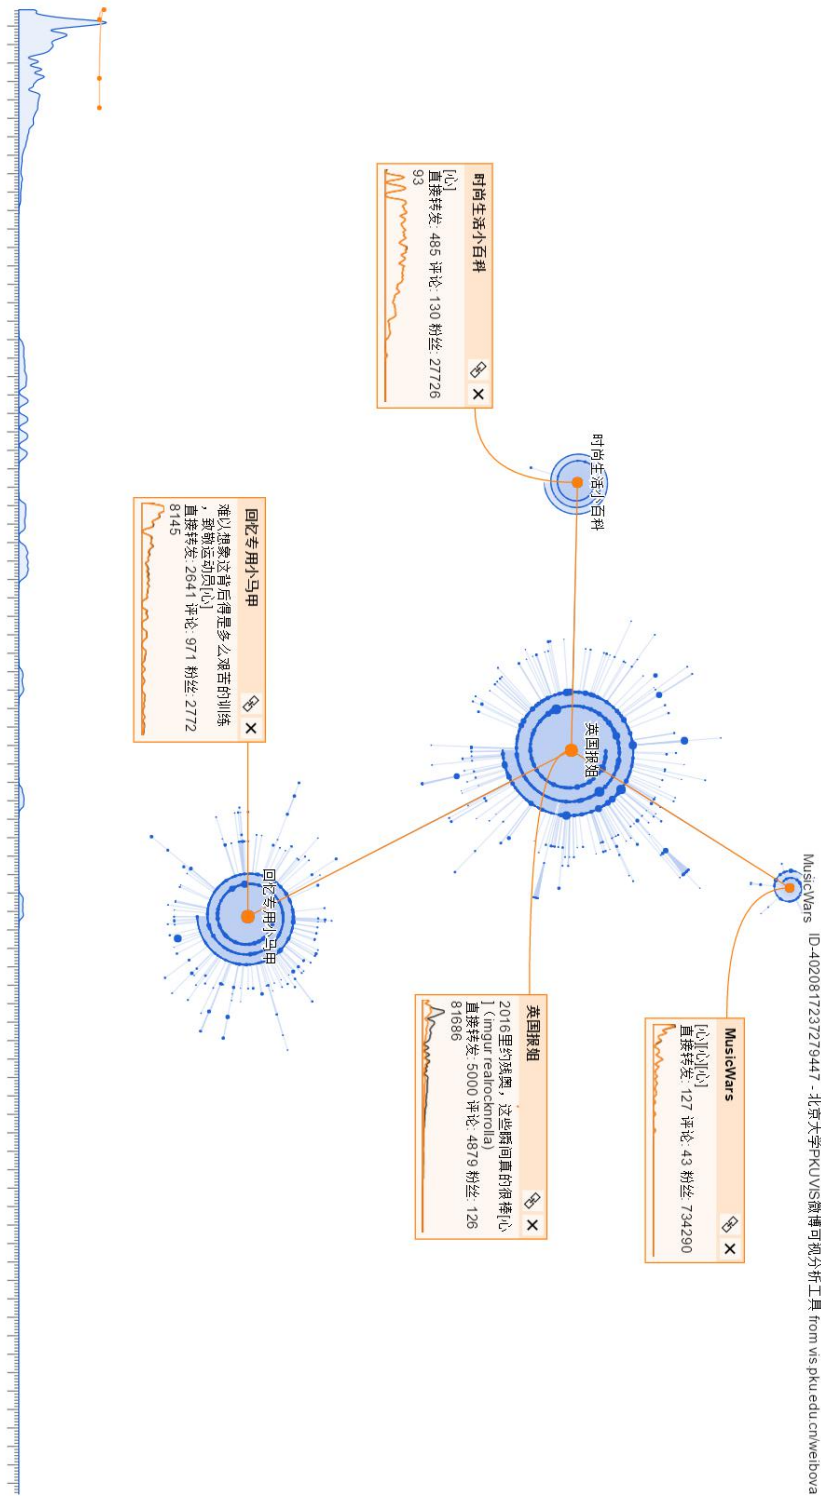 MusicWars
ID-4020817237279447 - 北京大学PKUVIS微博可视分析工具 from vis.pku.edu.cn/weibova
MusicWars
[心][心][心]
直接转发: 127 评论: 43 粉丝: 734290
时尚生活小百科
时尚生活小百科
[心]
直接转发: 485 评论: 130 粉丝: 27726
93
英国报姐
英国报姐
2016里约残奥，这些瞬间真的很棒[心
]（imgur realrocknrolla)
直接转发: 5000 评论: 4879 粉丝: 126
81686
回忆专用小马甲
难以想象这背后得是多么艰苦的训练
，致敬运动员[心]
直接转发: 2641 评论: 971 粉丝: 2772
8145
回忆专用小马甲